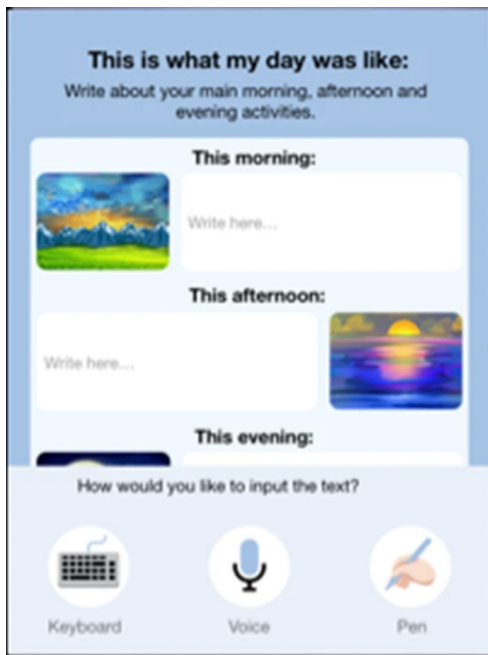 This is what my day was like:
Write about your main morning, afternoon and
evening activities.
This morning:
Write here...
This afternoon:
Write here...
This evening:
How would you like to input the text?
Keyboard
Voice
Pen